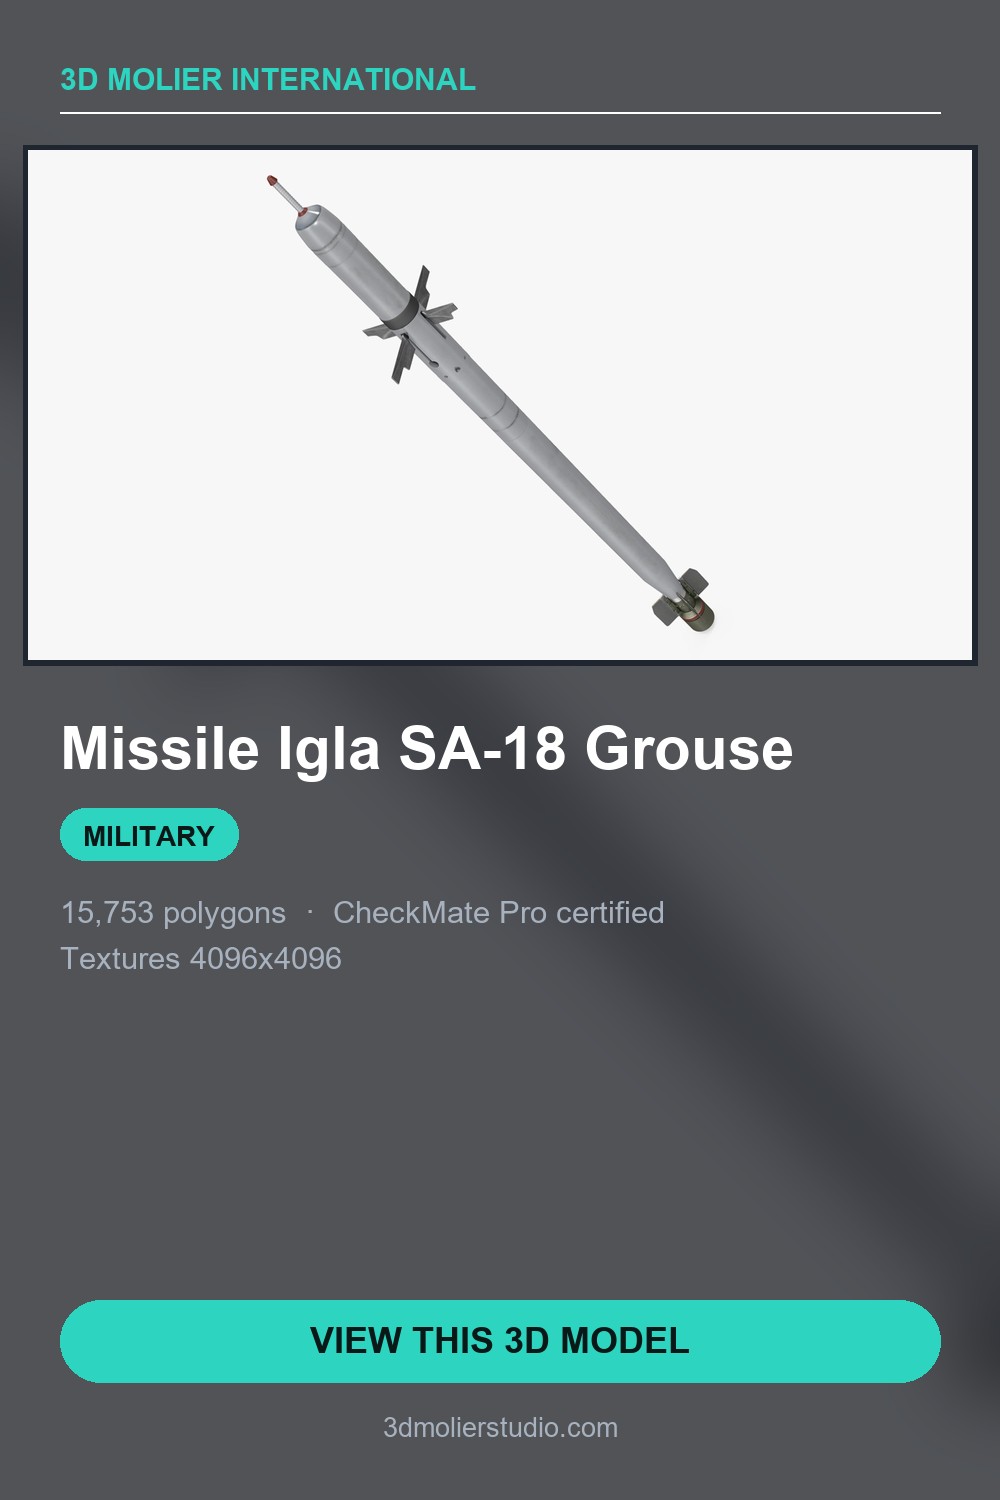 3D MOLIER INTERNATIONAL
Missile Igla SA-18 Grouse
MILITARY
15,753 polygons · CheckMate Pro certified
Textures 4096x4096
VIEW THIS 3D MODEL
3dmolierstudio.com